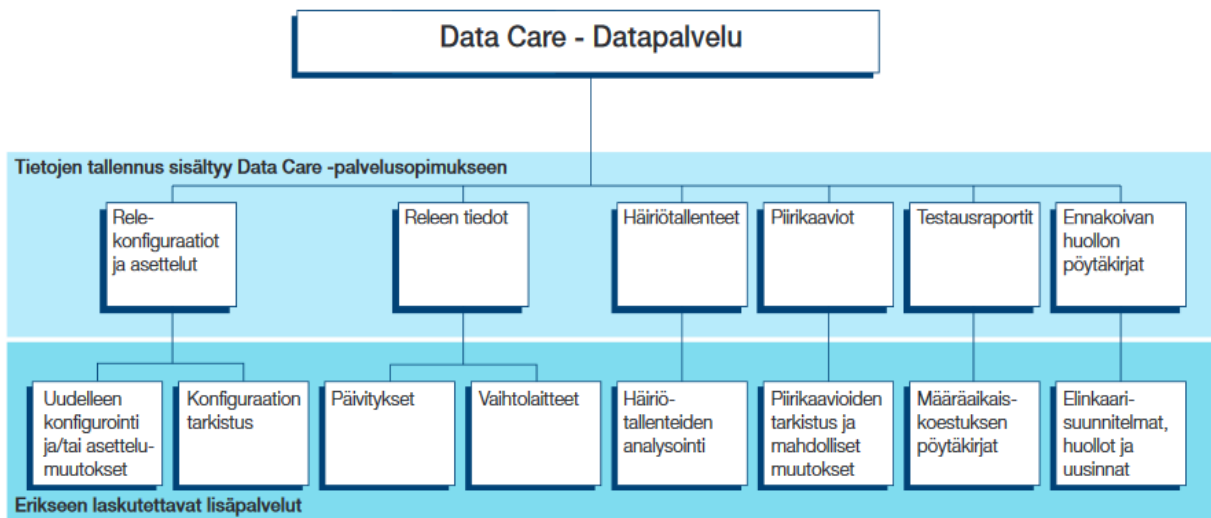 Data Care - Datapalvelu
Tietojen tallennus sisältyy Data Care -palvelusopimukseen
Rele-
konfiguraatiot
ja asettelut
Releen tiedot
Häiriötallenteet
Piirikaaviot
Testausraportit
Ennakoivan
huollon
pöytäkirjat
Uudelleen
konfigurointi
ja/tai asettelu-
muutokset
Konfiguraation
tarkistus
Päivitykset
Vaihtolaitteet
Häiriö-
tallenteiden
analysointi
Piirikaavioiden
tarkistus ja
mahdolliset
muutokset
Määräaikais-
koestuksen
pöytäkirjat
Elinkaari-
suunnitelmat,
huollot ja
uusinnat
Erikseen laskutettavat lisäpalvelut